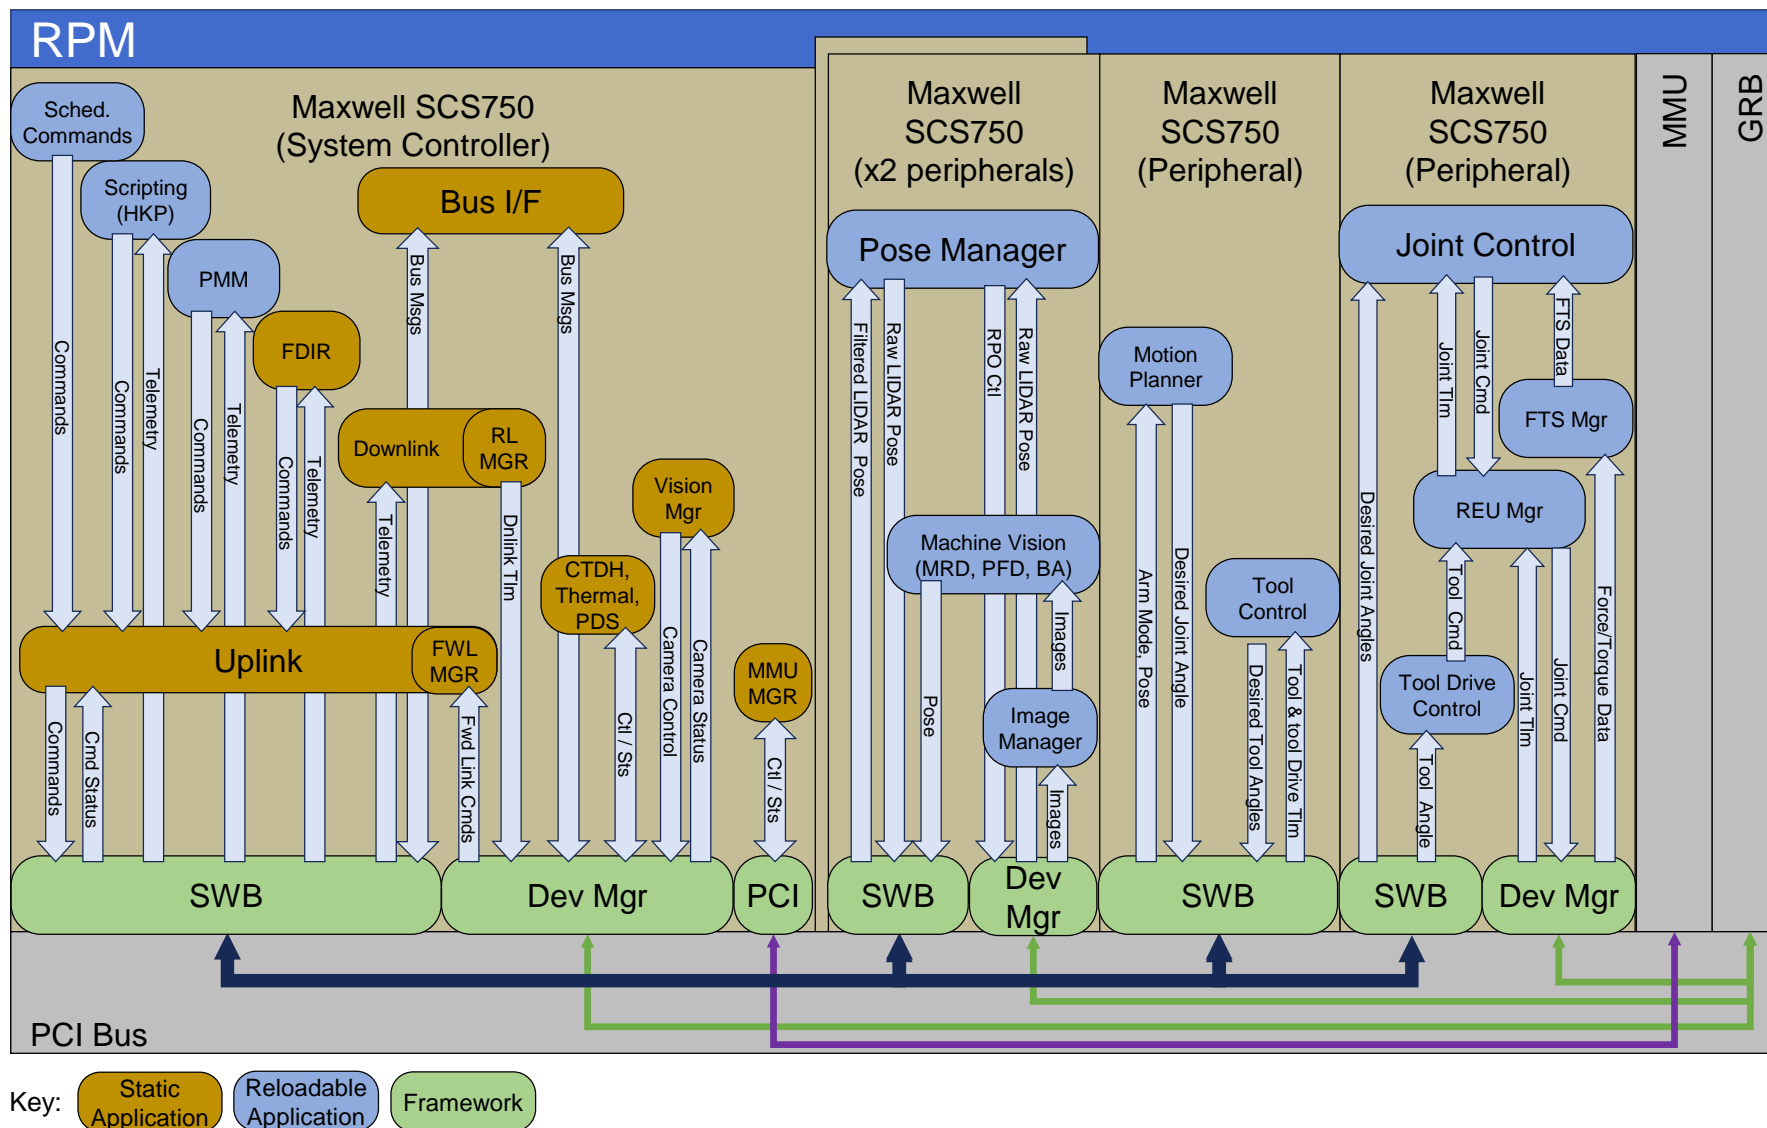 RPM
Maxwell SCS750
(System Controller)
Sched.
Commands
Scripting
(HKP)
PMM
FDIR
Bus I/F
Downlink
RL
MGR
Vision
Mgr
CTDH,
Thermal,
PDS
MMU
MGR
Uplink
FWL
MGR
Commands
Commands
Telemetry
Commands
Telemetry
Commands
Telemetry
Telemetry
Bus Msgs
Dnlink Tlm
Bus Msgs
Commands
Cmd Status
Fwd Link Cmds
Ctl / Sts
Camera Control
Camera Status
Ctl / Sts
SWB
Dev Mgr
PCI
Maxwell
SCS750
(x2 peripherals)
Pose Manager
Filtered LIDAR Pose
Raw LIDAR Pose
RPO Ctl
Raw LIDAR Pose
Machine Vision
(MRD, PFD, BA)
Pose
Images
Image
Manager
Images
SWB
Dev
Mgr
Maxwell
SCS750
(Peripheral)
Motion
Planner
Arm Mode, Pose
Desired Joint Angle
Tool
Control
Desired Tool Angles
Tool & tool Drive Tlm
SWB
Maxwell
SCS750
(Peripheral)
Joint Control
Desired Joint Angles
Joint Tlm
Joint Cmd
FTS Data
FTS Mgr
REU Mgr
Tool Cmd
Tool Drive
Control
Tool Angle
Joint Tlm
Joint Cmd
Force/Torque Data
SWB
Dev Mgr
MMU
GRB
PCI Bus
Key:
Static
Application
Reloadable
Application
Framework